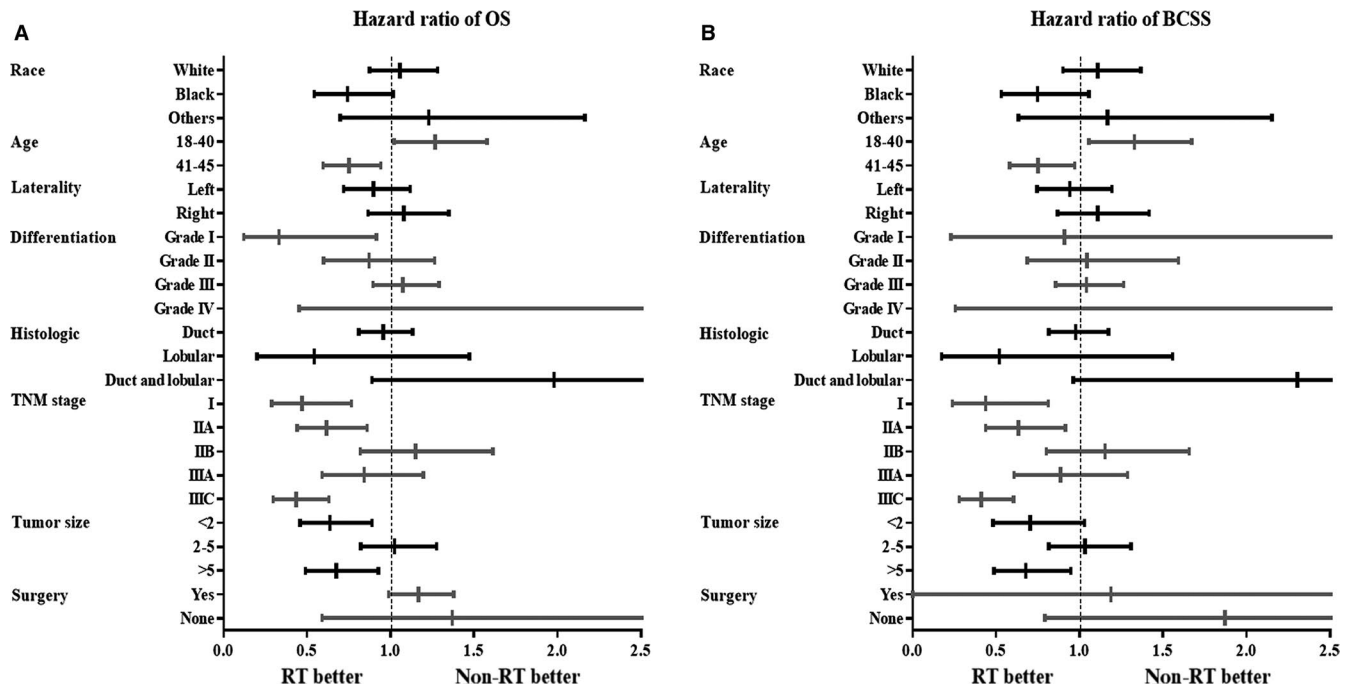 A
Hazard ratio of OS
Race
White
Black
Others
Age
18-40
41-45
Laterality
Left
Right
Differentiation
Grade I
Grade II
Grade III
Grade IV
Histologic
Duct
Lobular
Duct and lobular
TNM stage
I
IIA
IIB
IIIA
IIIC
Tumor size
<2
2-5
>5
Surgery
Yes
None
0.0 0.5 1.0 1.5 2.0 2.5
RT better Non-RT better
B
Hazard ratio of BCSS
Race
White
Black
Others
Age
18-40
41-45
Laterality
Left
Right
Differentiation
Grade I
Grade II
Grade III
Grade IV
Histologic
Duct
Lobular
Duct and lobular
TNM stage
I
IIA
IIB
IIIA
IIIC
Tumor size
<2
2-5
>5
Surgery
Yes
None
0.0 0.5 1.0 1.5 2.0 2.5
RT better Non-RT better